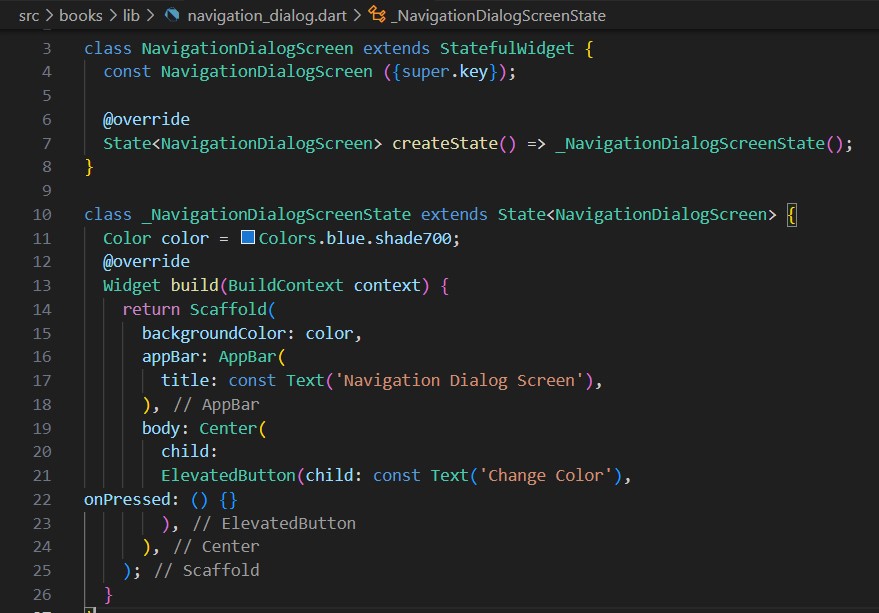 src > books > lib > navigation_dialog.dart > _NavigationDialogScreenState
3 class NavigationDialogScreen extends StatefulWidget {
4   const NavigationDialogScreen ({super.key});
5
6   @override
7   State<NavigationDialogScreen> createState() => _NavigationDialogScreenState();
8 }
9
10 class _NavigationDialogScreenState extends State<NavigationDialogScreen> {
11   Color color = Colors.blue.shade700;
12   @override
13   Widget build(BuildContext context) {
14     return Scaffold(
15       backgroundColor: color,
16       appBar: AppBar(
17         title: const Text('Navigation Dialog Screen'),
18       ), // AppBar
19       body: Center(
20         child:
21         ElevatedButton(child: const Text('Change Color'),
22 onPressed: () {}
23         ), // ElevatedButton
24       ), // Center
25     ); // Scaffold
26   }